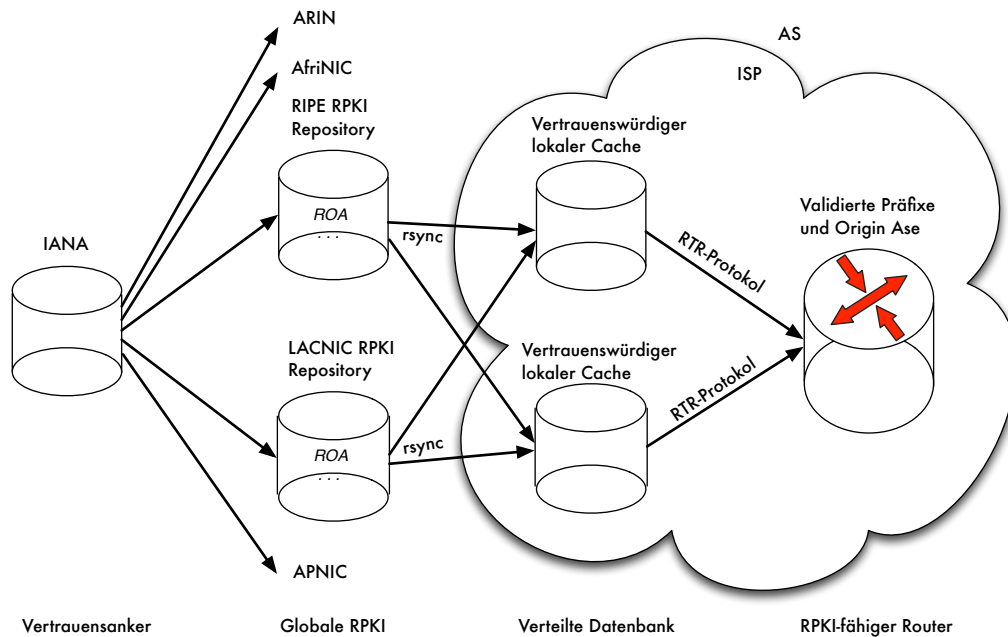 ARIN
AS
AfriNIC
ISP
RIPE RPKI
Repository
Vertrauenswürdiger
lokaler Cache
Validierte Präfixe
und Origin Ase
ROA
...
rsync
IANA
RTR-Protokol
LACNIC RPKI
Repository
Vertrauenswürdiger
lokaler Cache
RTR-Protokol
rsync
ROA
...
APNIC
Vertrauensanker
Globale RPKI
Verteilte Datenbank
RPKI-fähiger Router